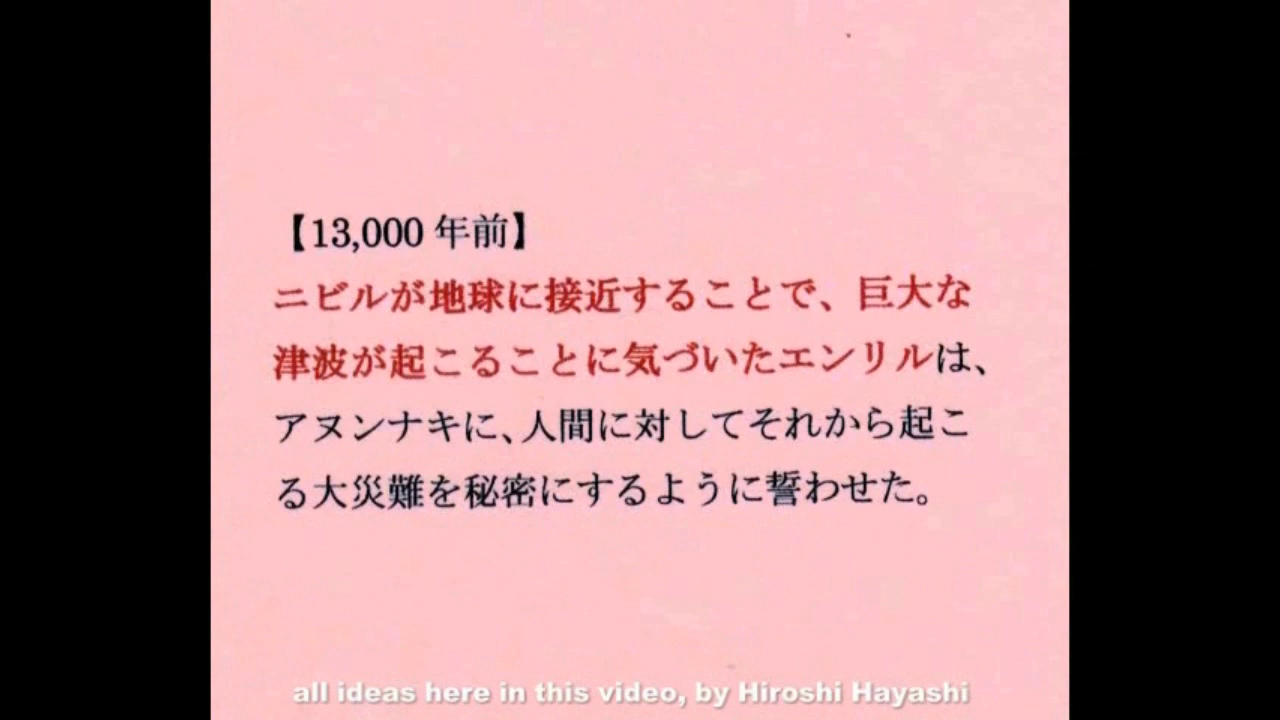 【13,000 年前】
ニビルが地球に接近することで、巨大な
津波が起こることに気づいたエンリルは、
アヌンナキに、人間に対してそれから起こ
る大災難を秘密にするように誓わせた。
all ideas here in this video, by Hiroshi Hayashi